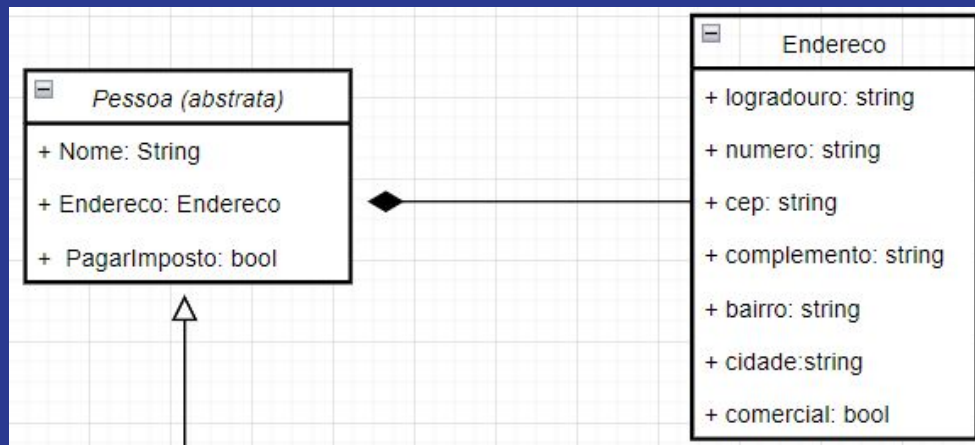 Pessoa (abstrata)
+ Nome: String
+ Endereco: Endereco
+ PagarImposto: bool
Endereco
+ logradouro: string
+ numero: string
+ cep: string
+ complemento: string
+ bairro: string
+ cidade:string
+ comercial: bool